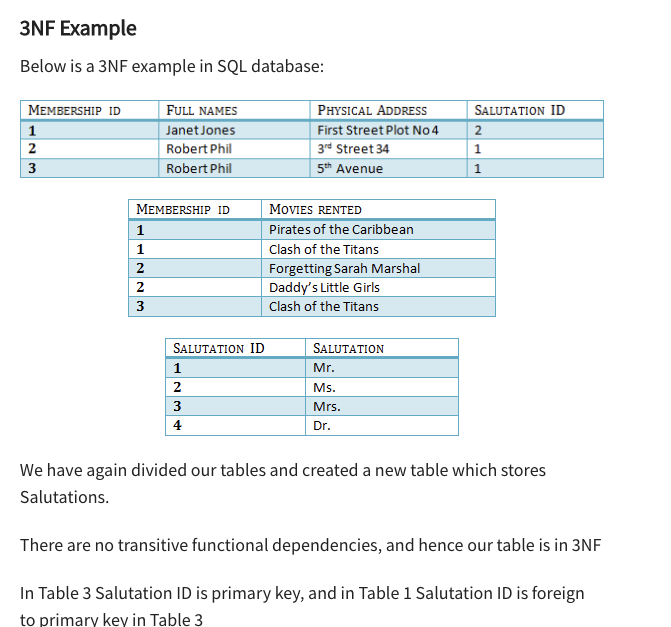 3NF Example
Below is a 3NF example in SQL database:
MEMBERSHIP ID FULL NAMES PHYSICAL ADDRESS SALUTATION ID
1 Janet Jones First Street Plot No 4 2
2 Robert Phil 3rd Street 34 1
3 Robert Phil 5th Avenue 1
MEMBERSHIP ID MOVIES RENTED
1 Pirates of the Caribbean
1 Clash of the Titans
2 Forgetting Sarah Marshal
2 Daddy's Little Girls
3 Clash of the Titans
SALUTATION ID SALUTATION
1 Mr.
2 Ms.
3 Mrs.
4 Dr.
We have again divided our tables and created a new table which stores
Salutations.
There are no transitive functional dependencies, and hence our table is in 3NF
In Table 3 Salutation ID is primary key, and in Table 1 Salutation ID is foreign
to primary key in Table 3